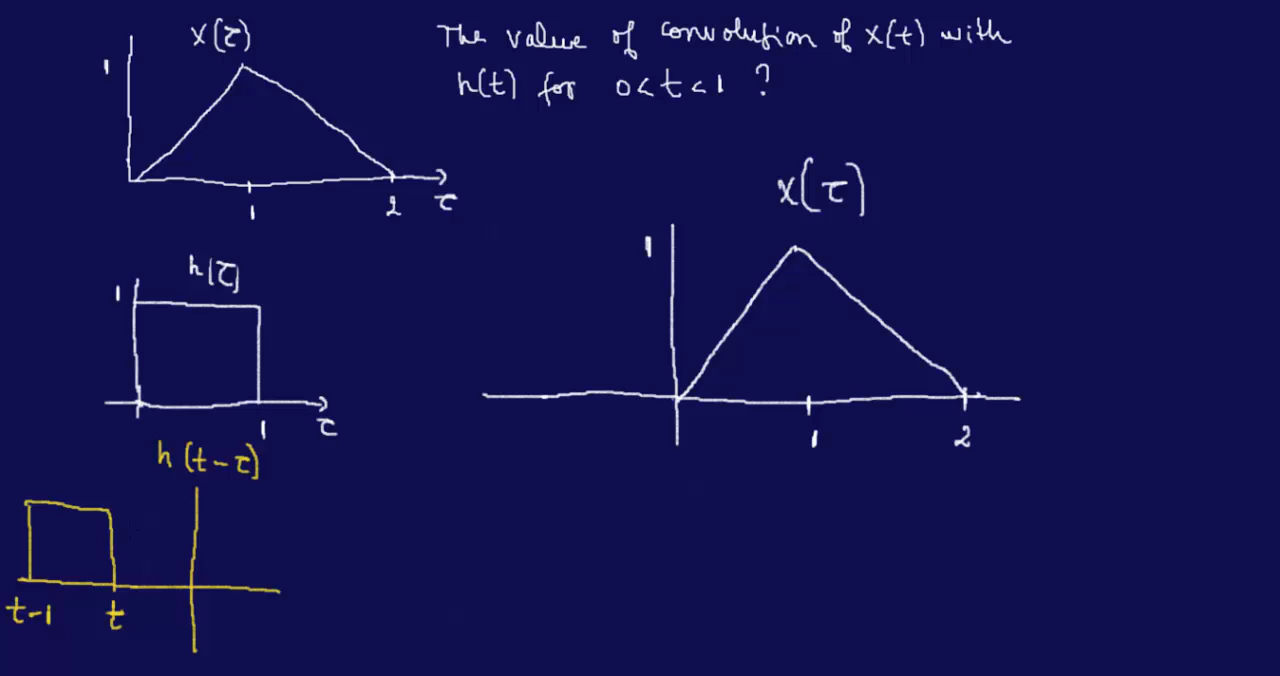 x(τ)
1
1
2
τ
The value of convolution of x(t) with
h(t) for 0 < t < 1 ?
h(τ)
1
1
τ
h(t-τ)
t-1
t
x(τ)
1
1
2